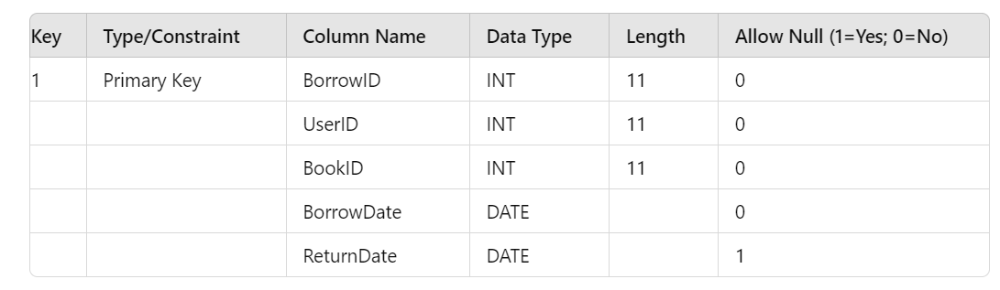 Key Type/Constraint Column Name Data Type Length Allow Null (1=Yes; 0=No)
1 Primary Key BorrowID INT 11 0
UserID INT 11 0
BookID INT 11 0
BorrowDate DATE 0
ReturnDate DATE 1